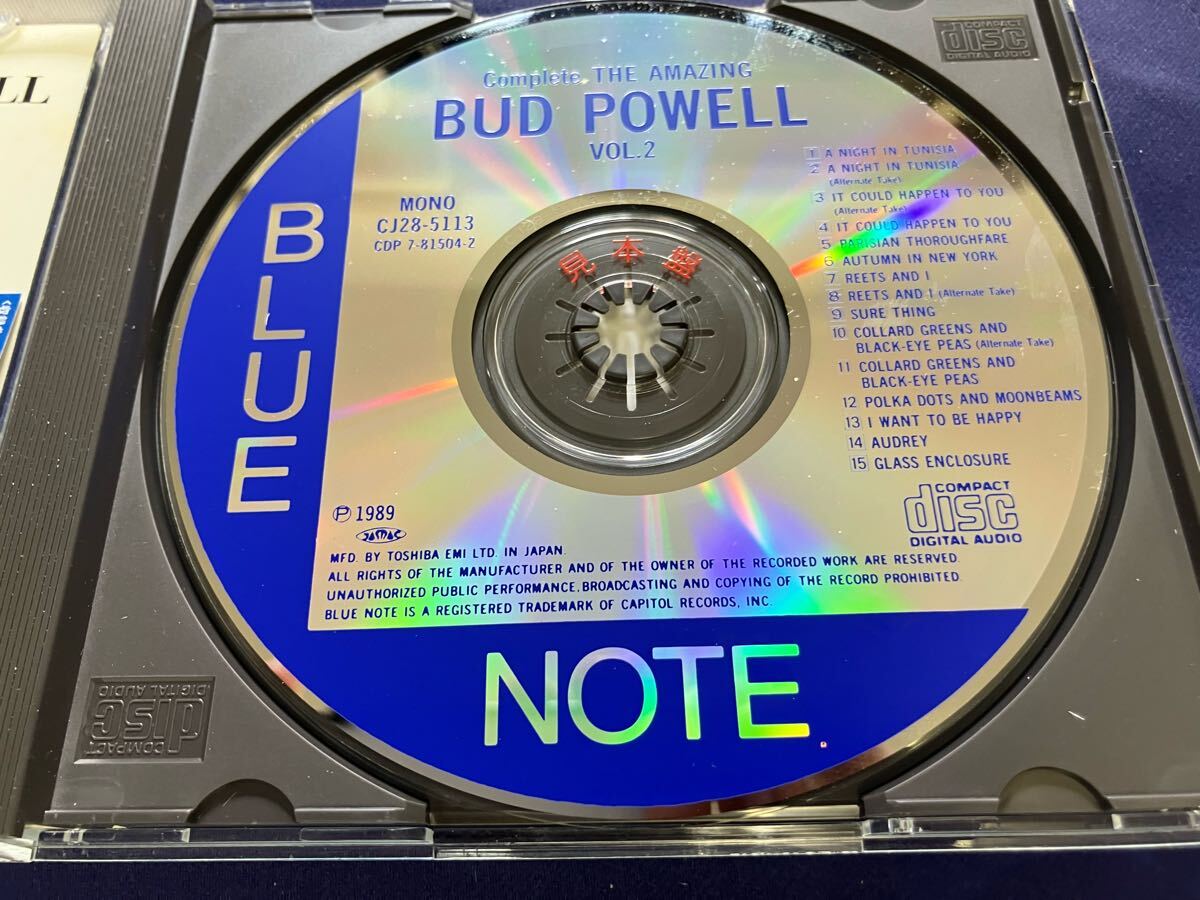 LL
COMPACT
disc
DIGITAL AUDIO
Complete THE AMAZING
BUD POWELL
VOL.2
MONO
CJ28-5113
CDP 7-81504-2
BLUE
見本盤
1 A NIGHT IN TUNISIA
2 A NIGHT IN TUNISIA
(Alternate Take)
3 IT COULD HAPPEN TO YOU
(Alternate Take)
4 IT COULD HAPPEN TO YOU
5 PARISIAN THOROUGHFARE
6 AUTUMN IN NEW YORK
7 REETS AND I
8 REETS AND I (Alternate Take)
9 SURE THING
10 COLLARD GREENS AND
BLACK-EYE PEAS (Alternate Take)
11 COLLARD GREENS AND
BLACK-EYE PEAS
12 POLKA DOTS AND MOONBEAMS
13 I WANT TO BE HAPPY
14 AUDREY
15 GLASS ENCLOSURE
COMPACT
disc
DIGITAL AUDIO
Ⓟ 1989
JASRAC
MFD. BY TOSHIBA EMI LTD. IN JAPAN.
ALL RIGHTS OF THE MANUFACTURER AND OF THE OWNER OF THE RECORDED WORK ARE RESERVED.
UNAUTHORIZED PUBLIC PERFORMANCE, BROADCASTING AND COPYING OF THE RECORD PROHIBITED.
BLUE NOTE IS A REGISTERED TRADEMARK OF CAPITOL RECORDS, INC.
NOTE
COMPACT
disc
DIGITAL AUDIO